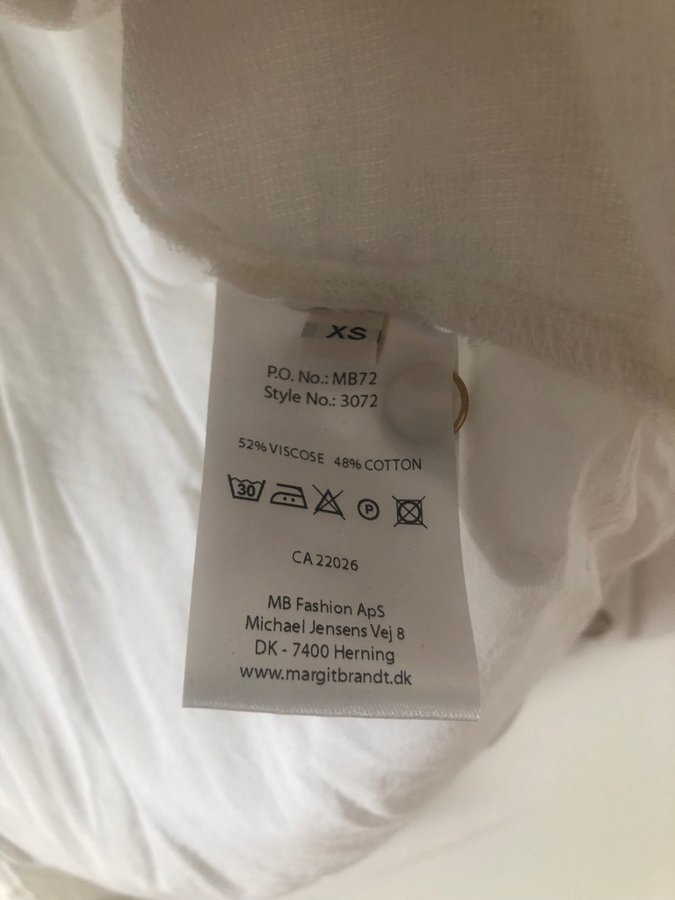 XS
P.O. No.: MB72
Style No.: 3072
52% VISCOSE 48% COTTON
30 P
CA 22026
MB Fashion ApS
Michael Jensens Vej 8
DK - 7400 Herning
www.margitbrandt.dk